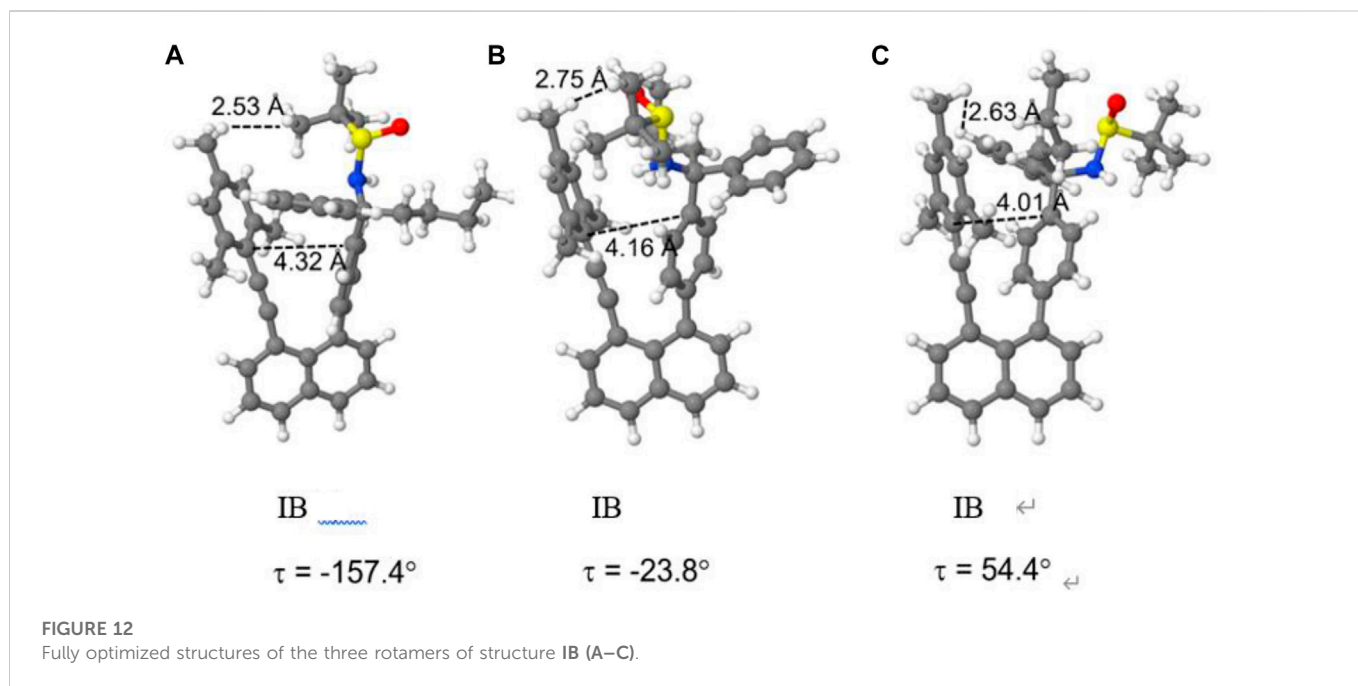 A
B
C
2.53 Å
2.75 Å
2.63 Å
4.32 Å
4.16 Å
4.01 Å
IB
IB
IB ↵
τ = -157.4°
τ = -23.8°
τ = 54.4° ↵
FIGURE 12
Fully optimized structures of the three rotamers of structure IB (A–C).